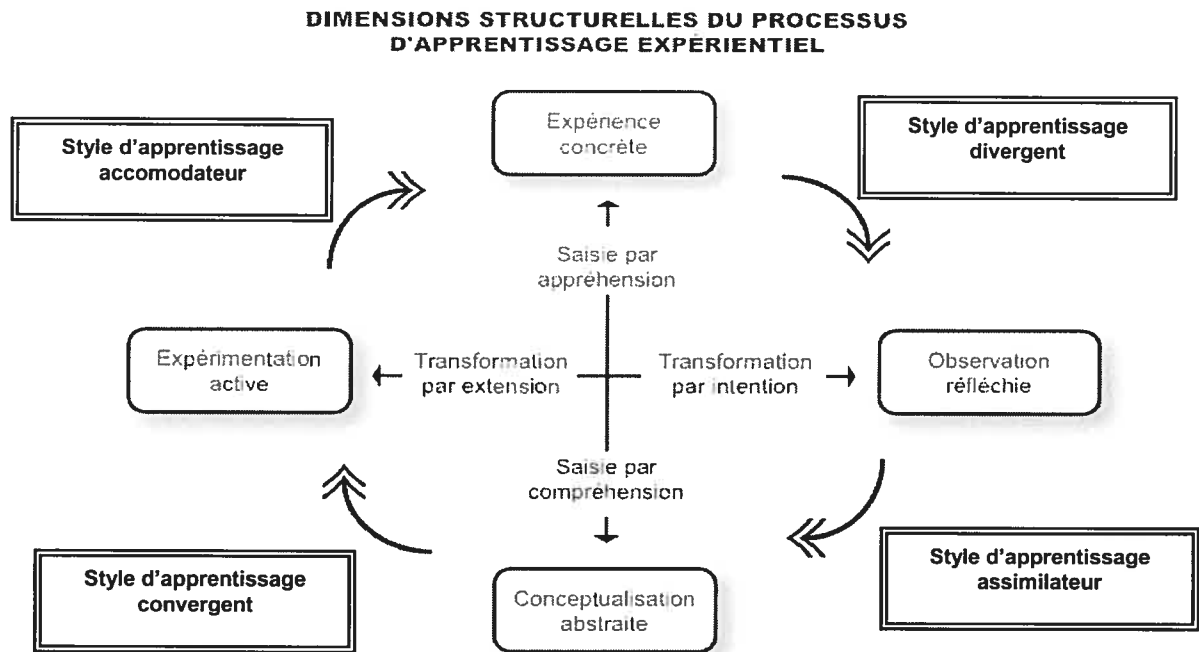 DIMENSIONS STRUCTURELLES DU PROCESSUS
D'APPRENTISSAGE EXPÉRIENTIEL
Style d'apprentissage
accomodateur
Expérience
concrète
Style d'apprentissage
divergent
Saisie par
appréhension
Expérimentation
active
Transformation
par extension
Transformation
par intention
Observation
réfléchie
Saisie par
compréhension
Style d'apprentissage
convergent
Conceptualisation
abstraite
Style d'apprentissage
assimilateur